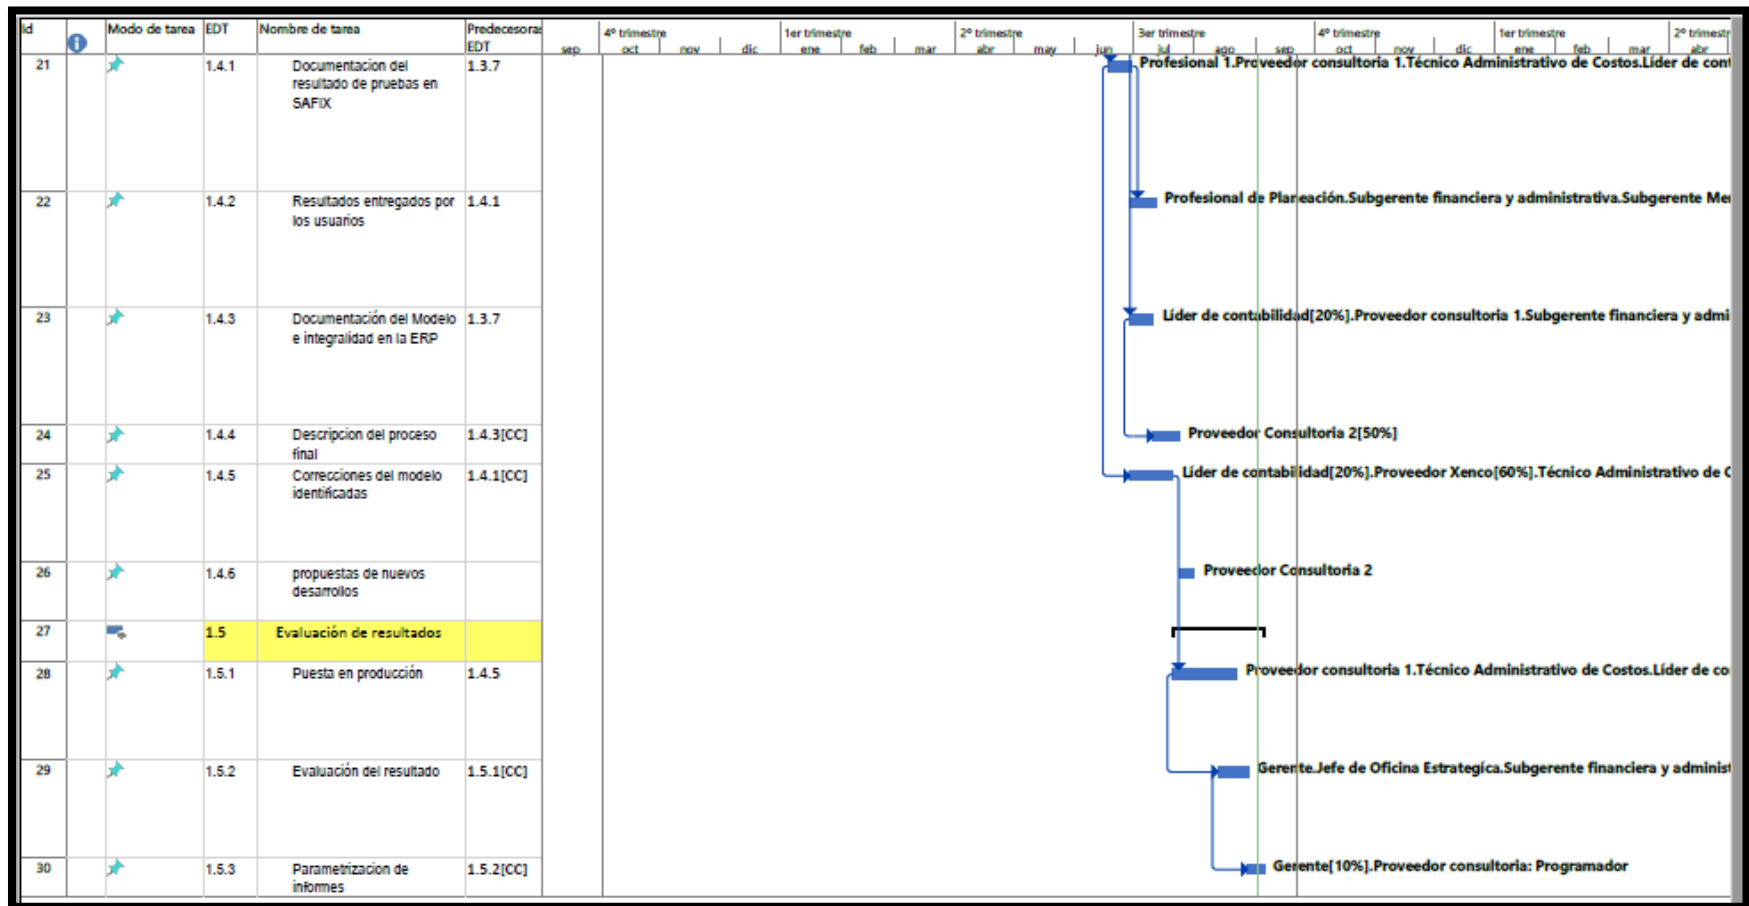 Id Modo de tarea EDT Nombre de tarea Predecesoras EDT
4º trimestre 1er trimestre 2º trimestre 3er trimestre 4º trimestre 1er trimestre 2º trimestr
sep oct nov dic ene feb mar abr may jun jul ago sep oct nov dic ene feb mar abr
21 1.4.1 Documentacion del 1.3.7 Profesional 1.Proveedor consultoria 1.Técnico Administrativo de Costos.Líder de cont
resultado de pruebas en
SAFIX
22 1.4.2 Resultados entregados por 1.4.1 Profesional de Planeación.Subgerente financiera y administrativa.Subgerente Mer
los usuarios
23 1.4.3 Documentación del Modelo 1.3.7 Líder de contabilidad[20%].Proveedor consultoria 1.Subgerente financiera y admi
e integralidad en la ERP
24 1.4.4 Descripcion del proceso 1.4.3[CC] Proveedor Consultoria 2[50%]
final
25 1.4.5 Correcciones del modelo 1.4.1[CC] Líder de contabilidad[20%].Proveedor Xenco[60%].Técnico Administrativo de C
identificadas
26 1.4.6 propuestas de nuevos Proveedor Consultoria 2
desarrollos
27 1.5 Evaluación de resultados
28 1.5.1 Puesta en producción 1.4.5 Proveedor consultoria 1.Técnico Administrativo de Costos.Líder de co
29 1.5.2 Evaluación del resultado 1.5.1[CC] Gerente.Jefe de Oficina Estrategíca.Subgerente financiera y administ
30 1.5.3 Parametrizacion de 1.5.2[CC] Gerente[10%].Proveedor consultoria: Programador
informes